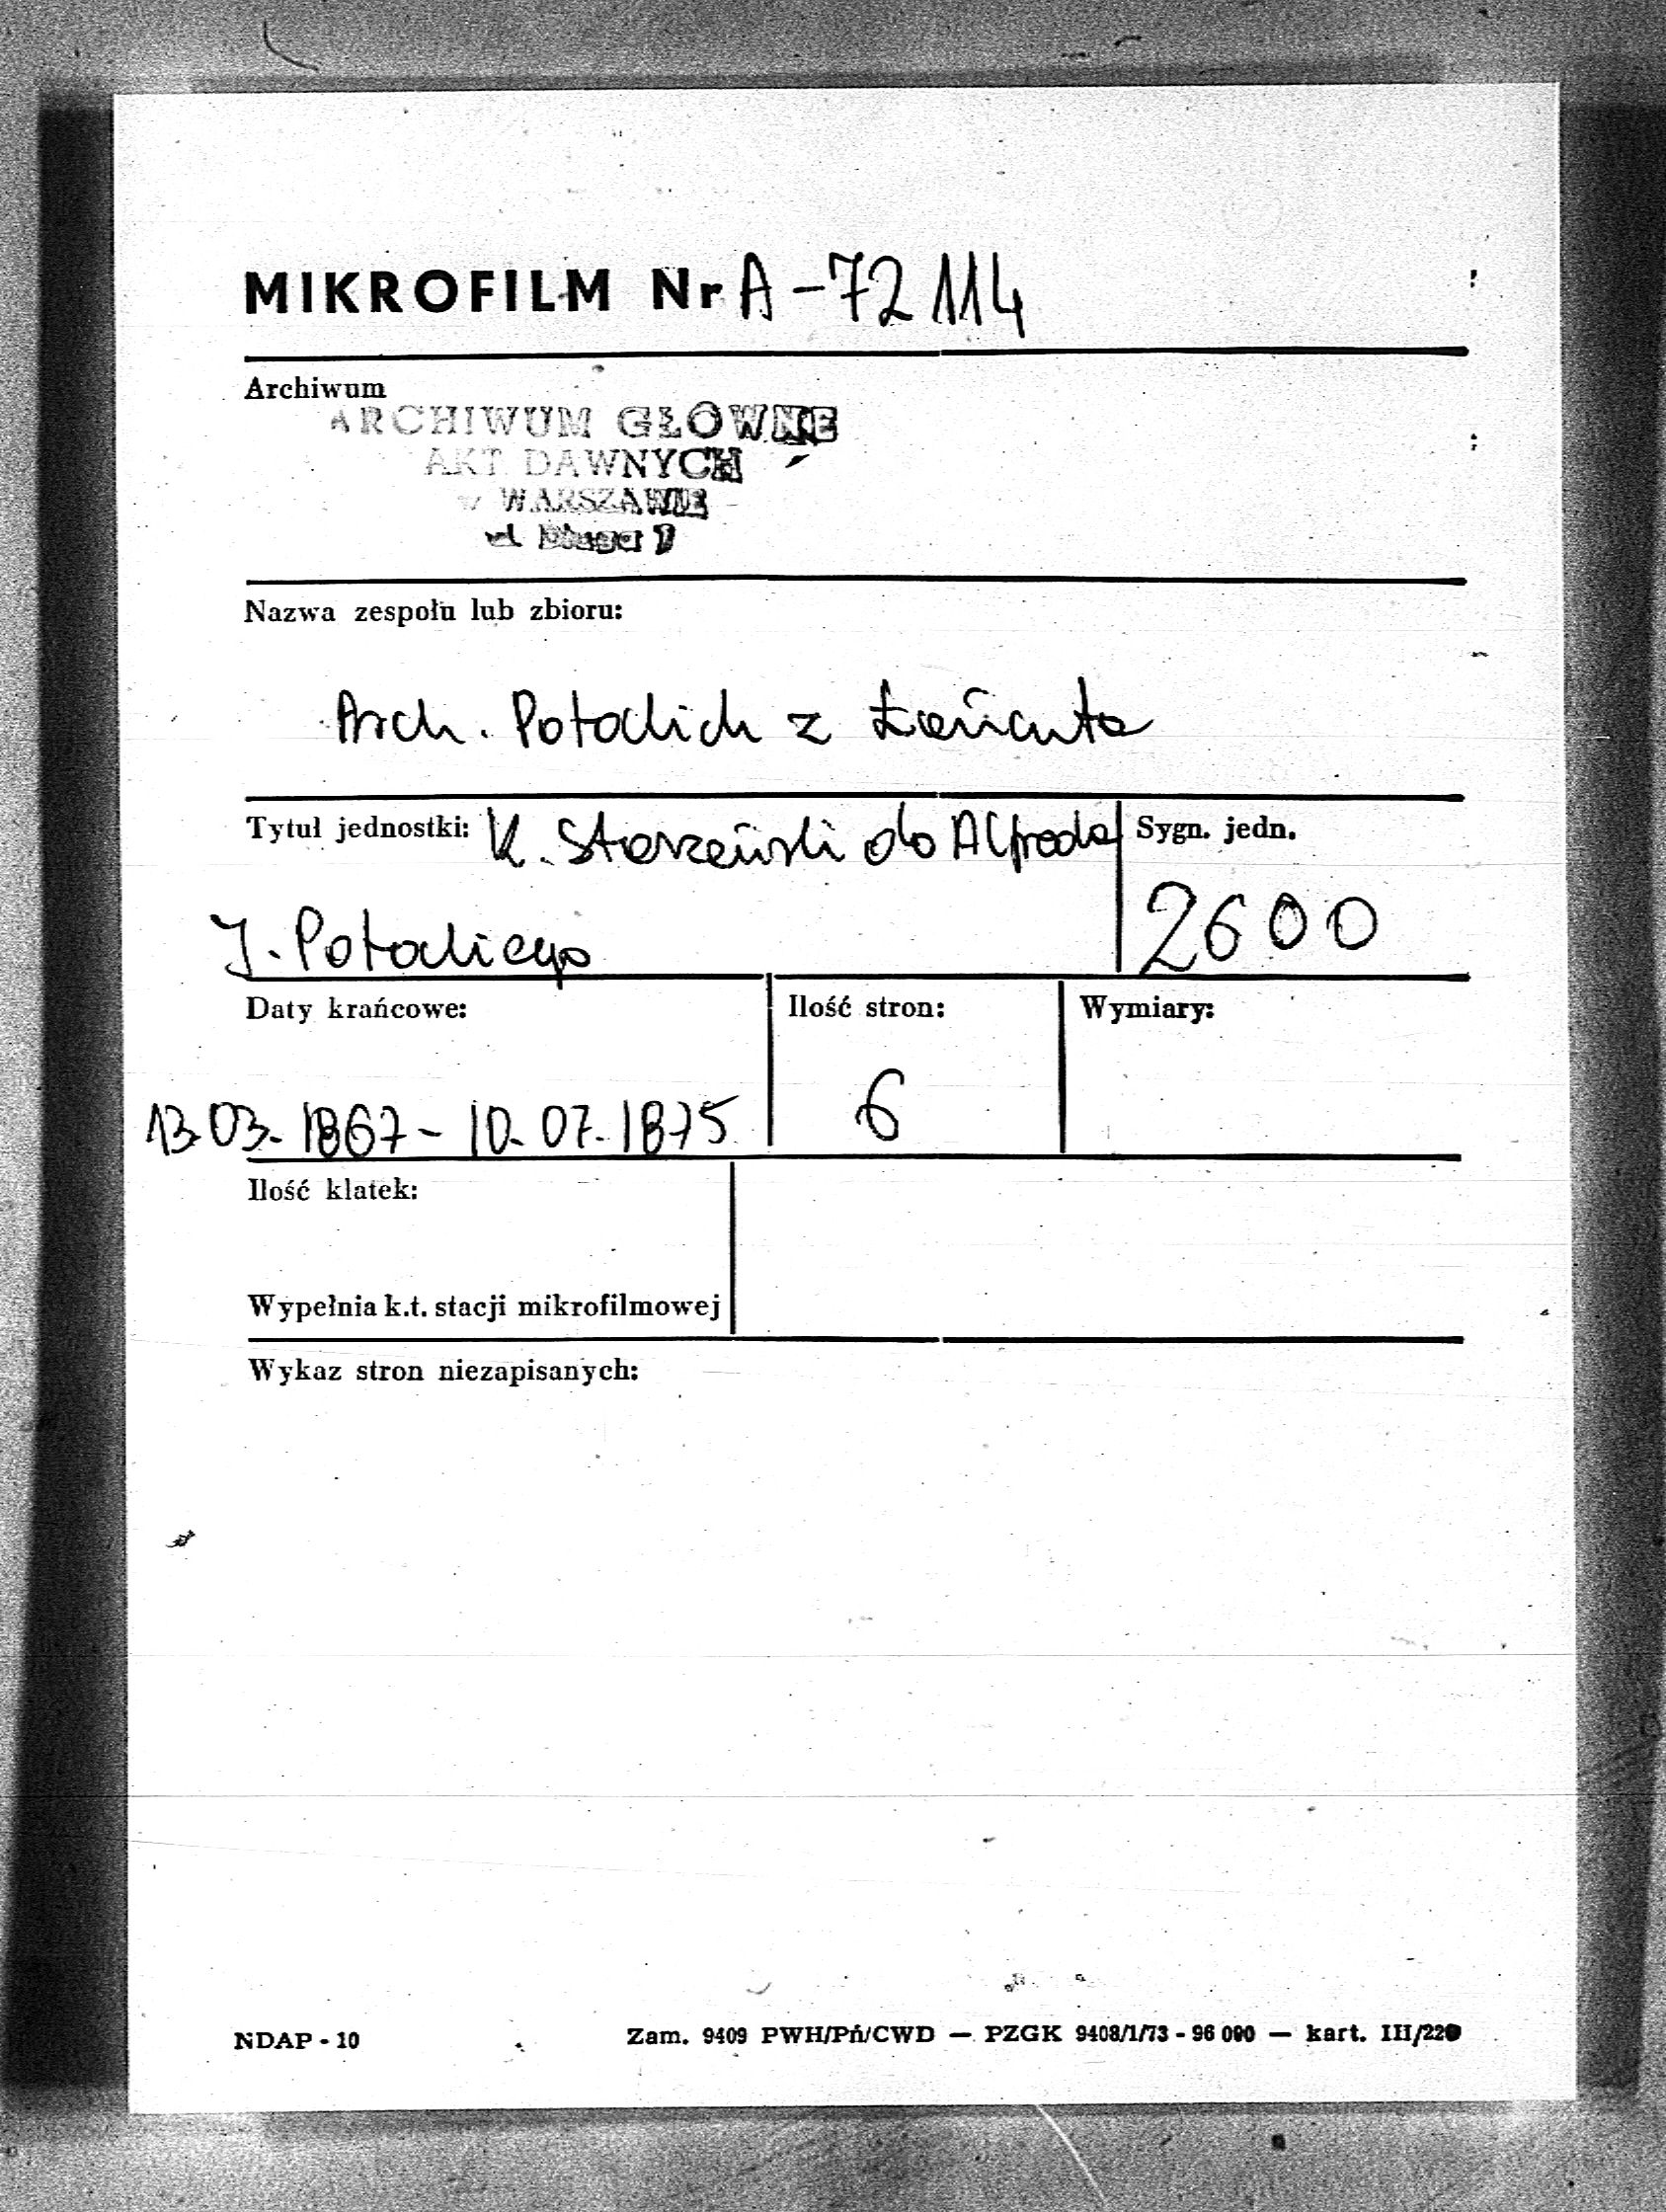 MIKROFILM Nr A-72114
Archiwum
ARCHIWUM GŁÓWNE
AKT DAWNYCH
w WARSZAWIE
ul. Długa 7
Nazwa zespołu lub zbioru:
Arch. Potockich z Łańcuta
Tytuł jednostki: K. Starzeński do Alfreda
J. Potockiego
Sygn. jedn.
2600
Daty krańcowe:
13.03.1867 - 10.07.1875
Ilość stron:
6
Wymiary:
Ilość klatek:
Wypełnia k.t. stacji mikrofilmowej
Wykaz stron niezapisanych:
NDAP - 10
Zam. 9409 PWH/Pń/CWD — PZGK 9408/1/73 - 96 000 — kart. III/220